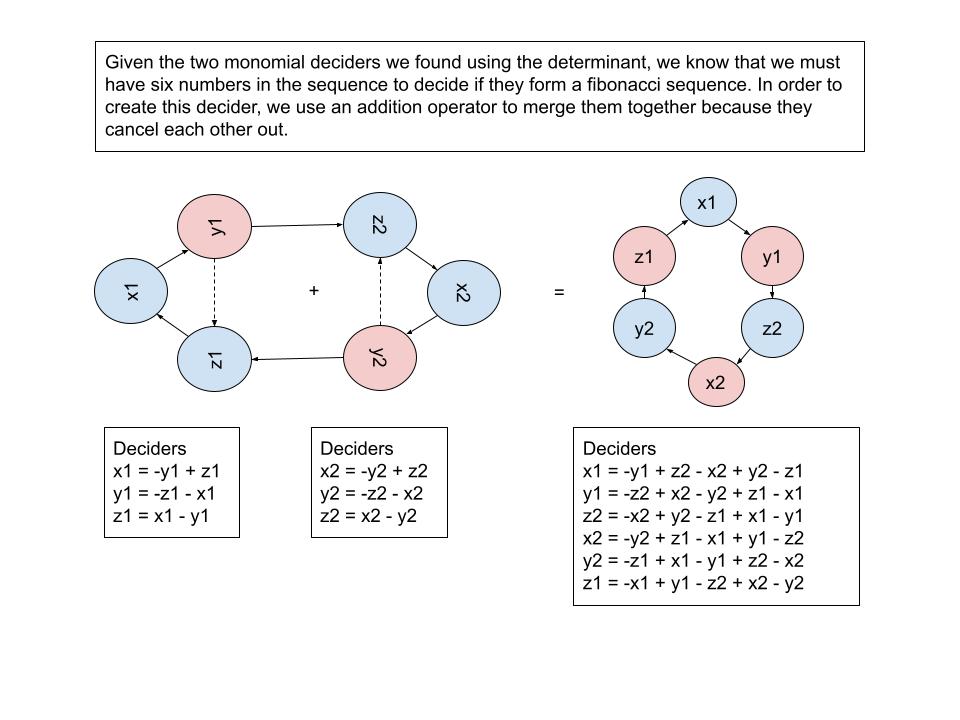 Given the two monomial deciders we found using the determinant, we know that we must
have six numbers in the sequence to decide if they form a fibonacci sequence. In order to
create this decider, we use an addition operator to merge them together because they
cancel each other out.
y1
z2
x1
x2
z1
y2
+
=
x1
z1
y1
y2
z2
x2
Deciders
x1 = -y1 + z1
y1 = -z1 - x1
z1 = x1 - y1
Deciders
x2 = -y2 + z2
y2 = -z2 - x2
z2 = x2 - y2
Deciders
x1 = -y1 + z2 - x2 + y2 - z1
y1 = -z2 + x2 - y2 + z1 - x1
z2 = -x2 + y2 - z1 + x1 - y1
x2 = -y2 + z1 - x1 + y1 - z2
y2 = -z1 + x1 - y1 + z2 - x2
z1 = -x1 + y1 - z2 + x2 - y2